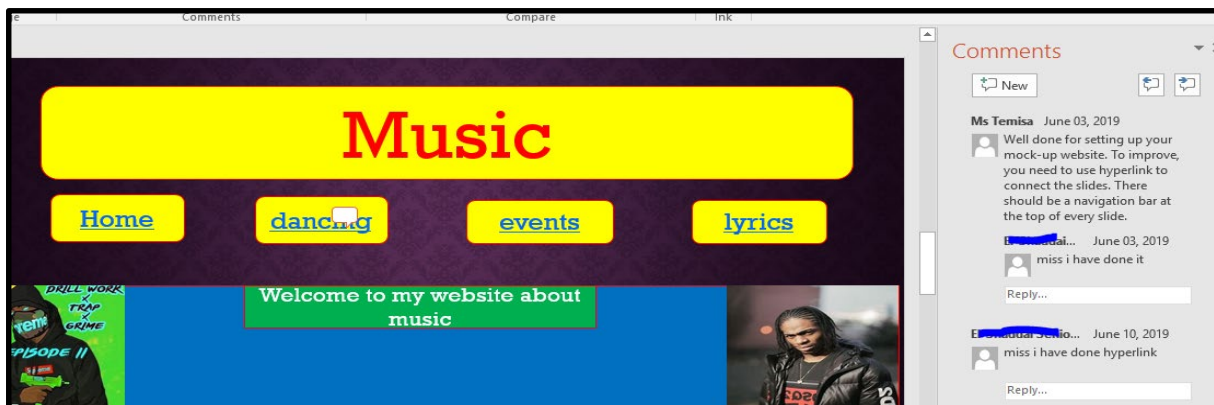 Comments
Compare
Ink
Music
Home
dancing
events
lyrics
Welcome to my website about
music
DRILL WORK
X
TRAP
X
GRIME
EPISODE II
Comments
New
Ms Temisa June 03, 2019
Well done for setting up your
mock-up website. To improve,
you need to use hyperlink to
connect the slides. There
should be a navigation bar at
the top of every slide.
June 03, 2019
miss i have done it
Reply...
June 10, 2019
miss i have done hyperlink
Reply...